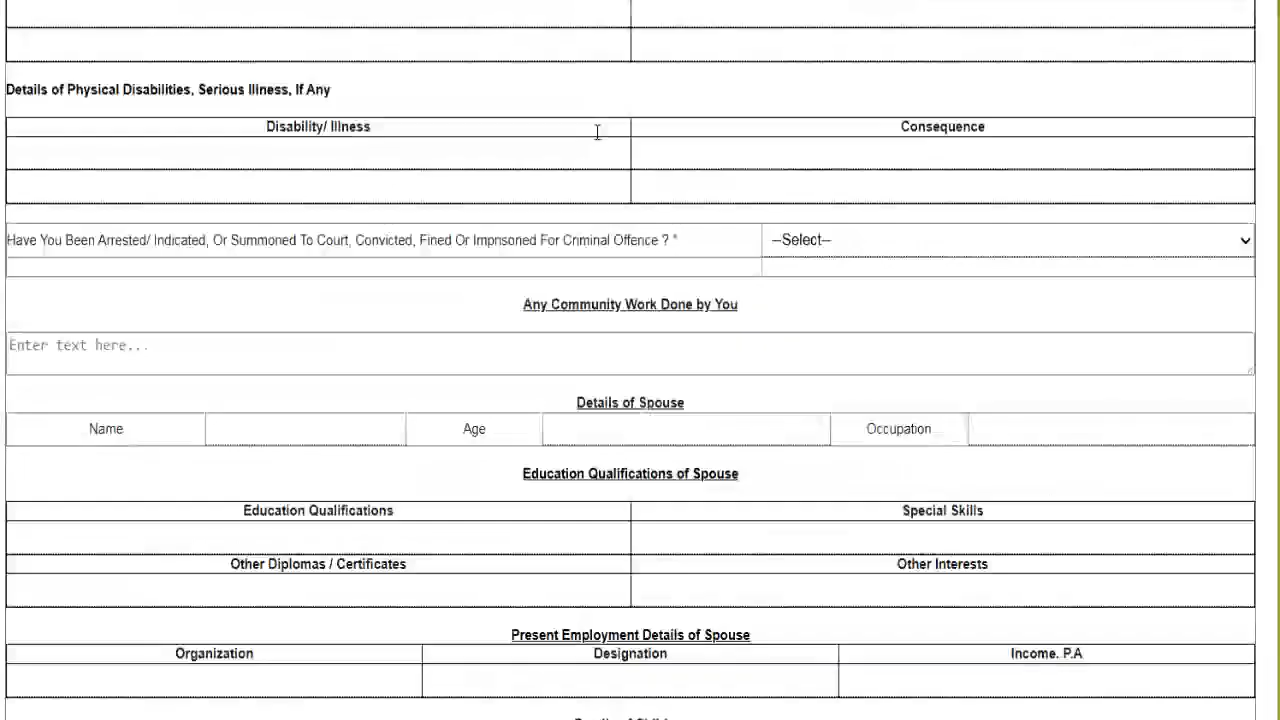 Details of Physical Disabilities, Serious Illness, If Any
Disability/ Illness Consequence
Have You Been Arrested/ Indicated, Or Summoned To Court, Convicted, Fined Or Imprisoned For Criminal Offence ? * --Select--
Any Community Work Done by You
Enter text here...
Details of Spouse
Name Age Occupation
Education Qualifications of Spouse
Education Qualifications Special Skills
Other Diplomas / Certificates Other Interests
Present Employment Details of Spouse
Organization Designation Income. P.A